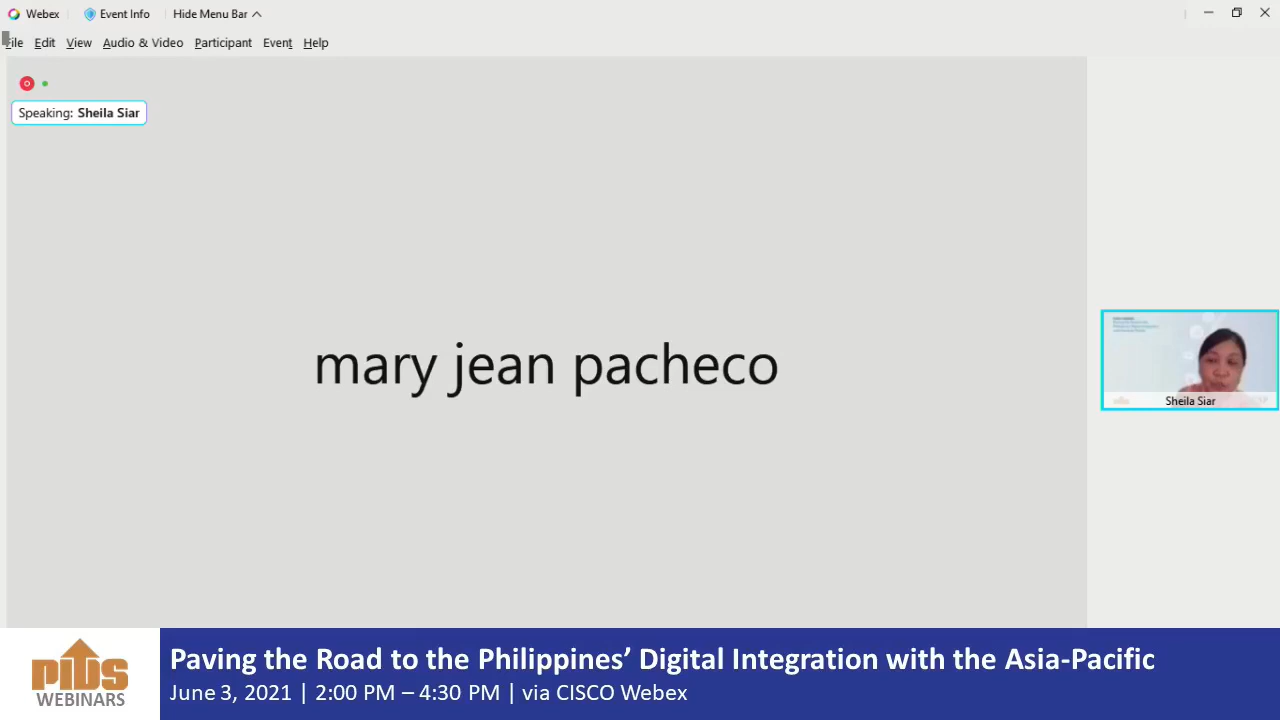 Webex
Event Info
Hide Menu Bar
File
Edit
View
Audio & Video
Participant
Event
Help
Speaking: Sheila Siar
mary jean pacheco
Sheila Siar
PIDS
WEBINARS
Paving the Road to the Philippines’ Digital Integration with the Asia-Pacific
June 3, 2021 | 2:00 PM – 4:30 PM | via CISCO Webex